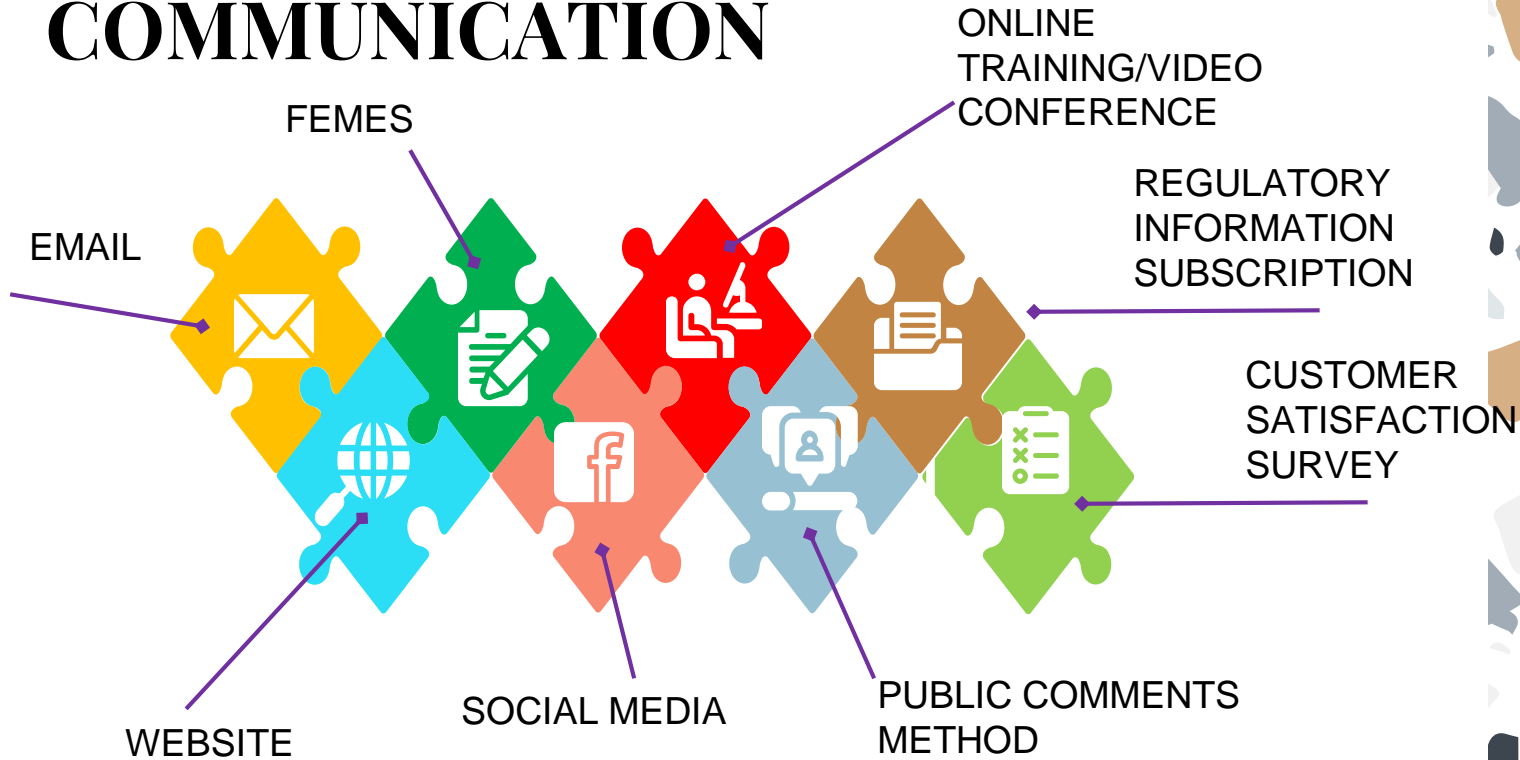 COMMUNICATION
ONLINE
TRAINING/VIDEO
CONFERENCE
FEMES
REGULATORY
INFORMATION
SUBSCRIPTION
EMAIL
CUSTOMER
SATISFACTION
SURVEY
PUBLIC COMMENTS
METHOD
SOCIAL MEDIA
WEBSITE